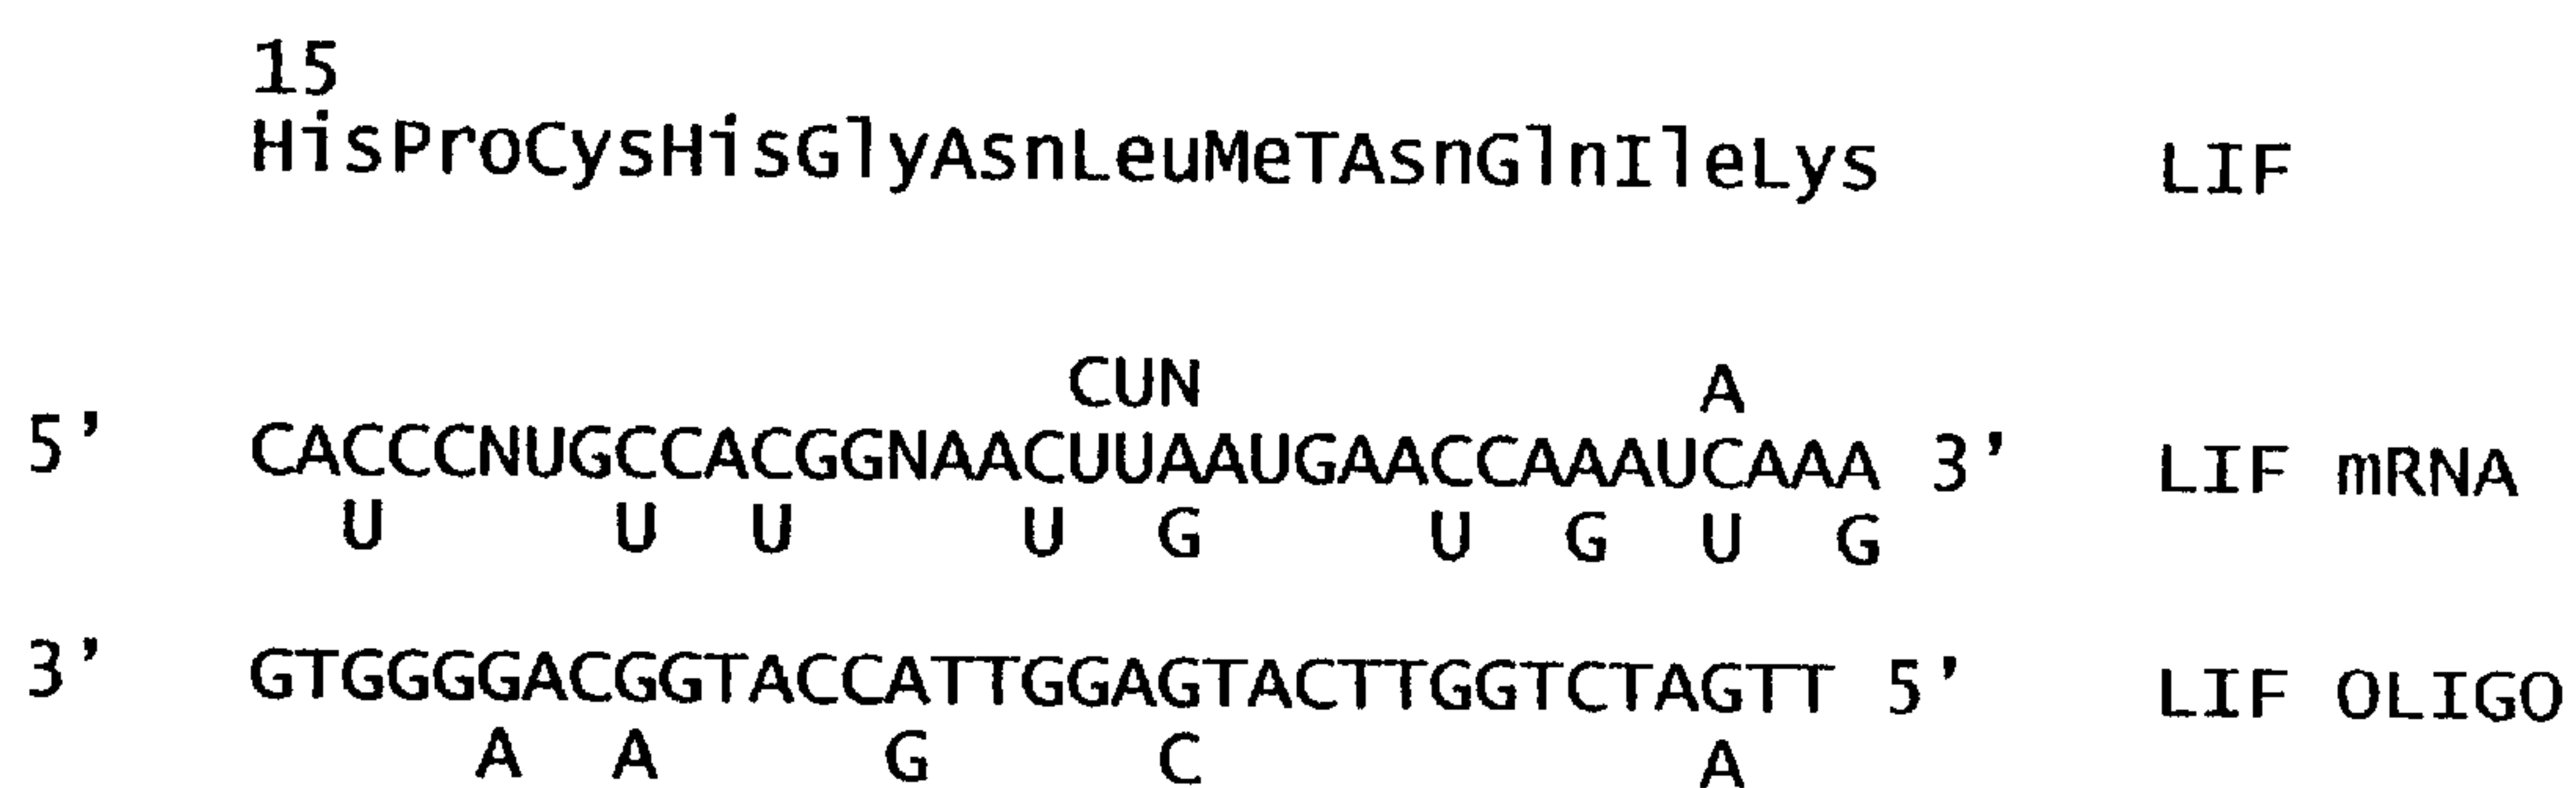 15
HisProCysHisGlyAsnLeuMeTAsnGlnIleLys LIF
CUN A
5’ CACCCNUGCCACGGNAACUUAAUGAACCAAAUCAAA 3’ LIF mRNA
U U U U G U G U G
3’ GTGGGGACGGTACCATTGGAGTACTTGGTCTAGTT 5’ LIF OLIGO
A A G C A